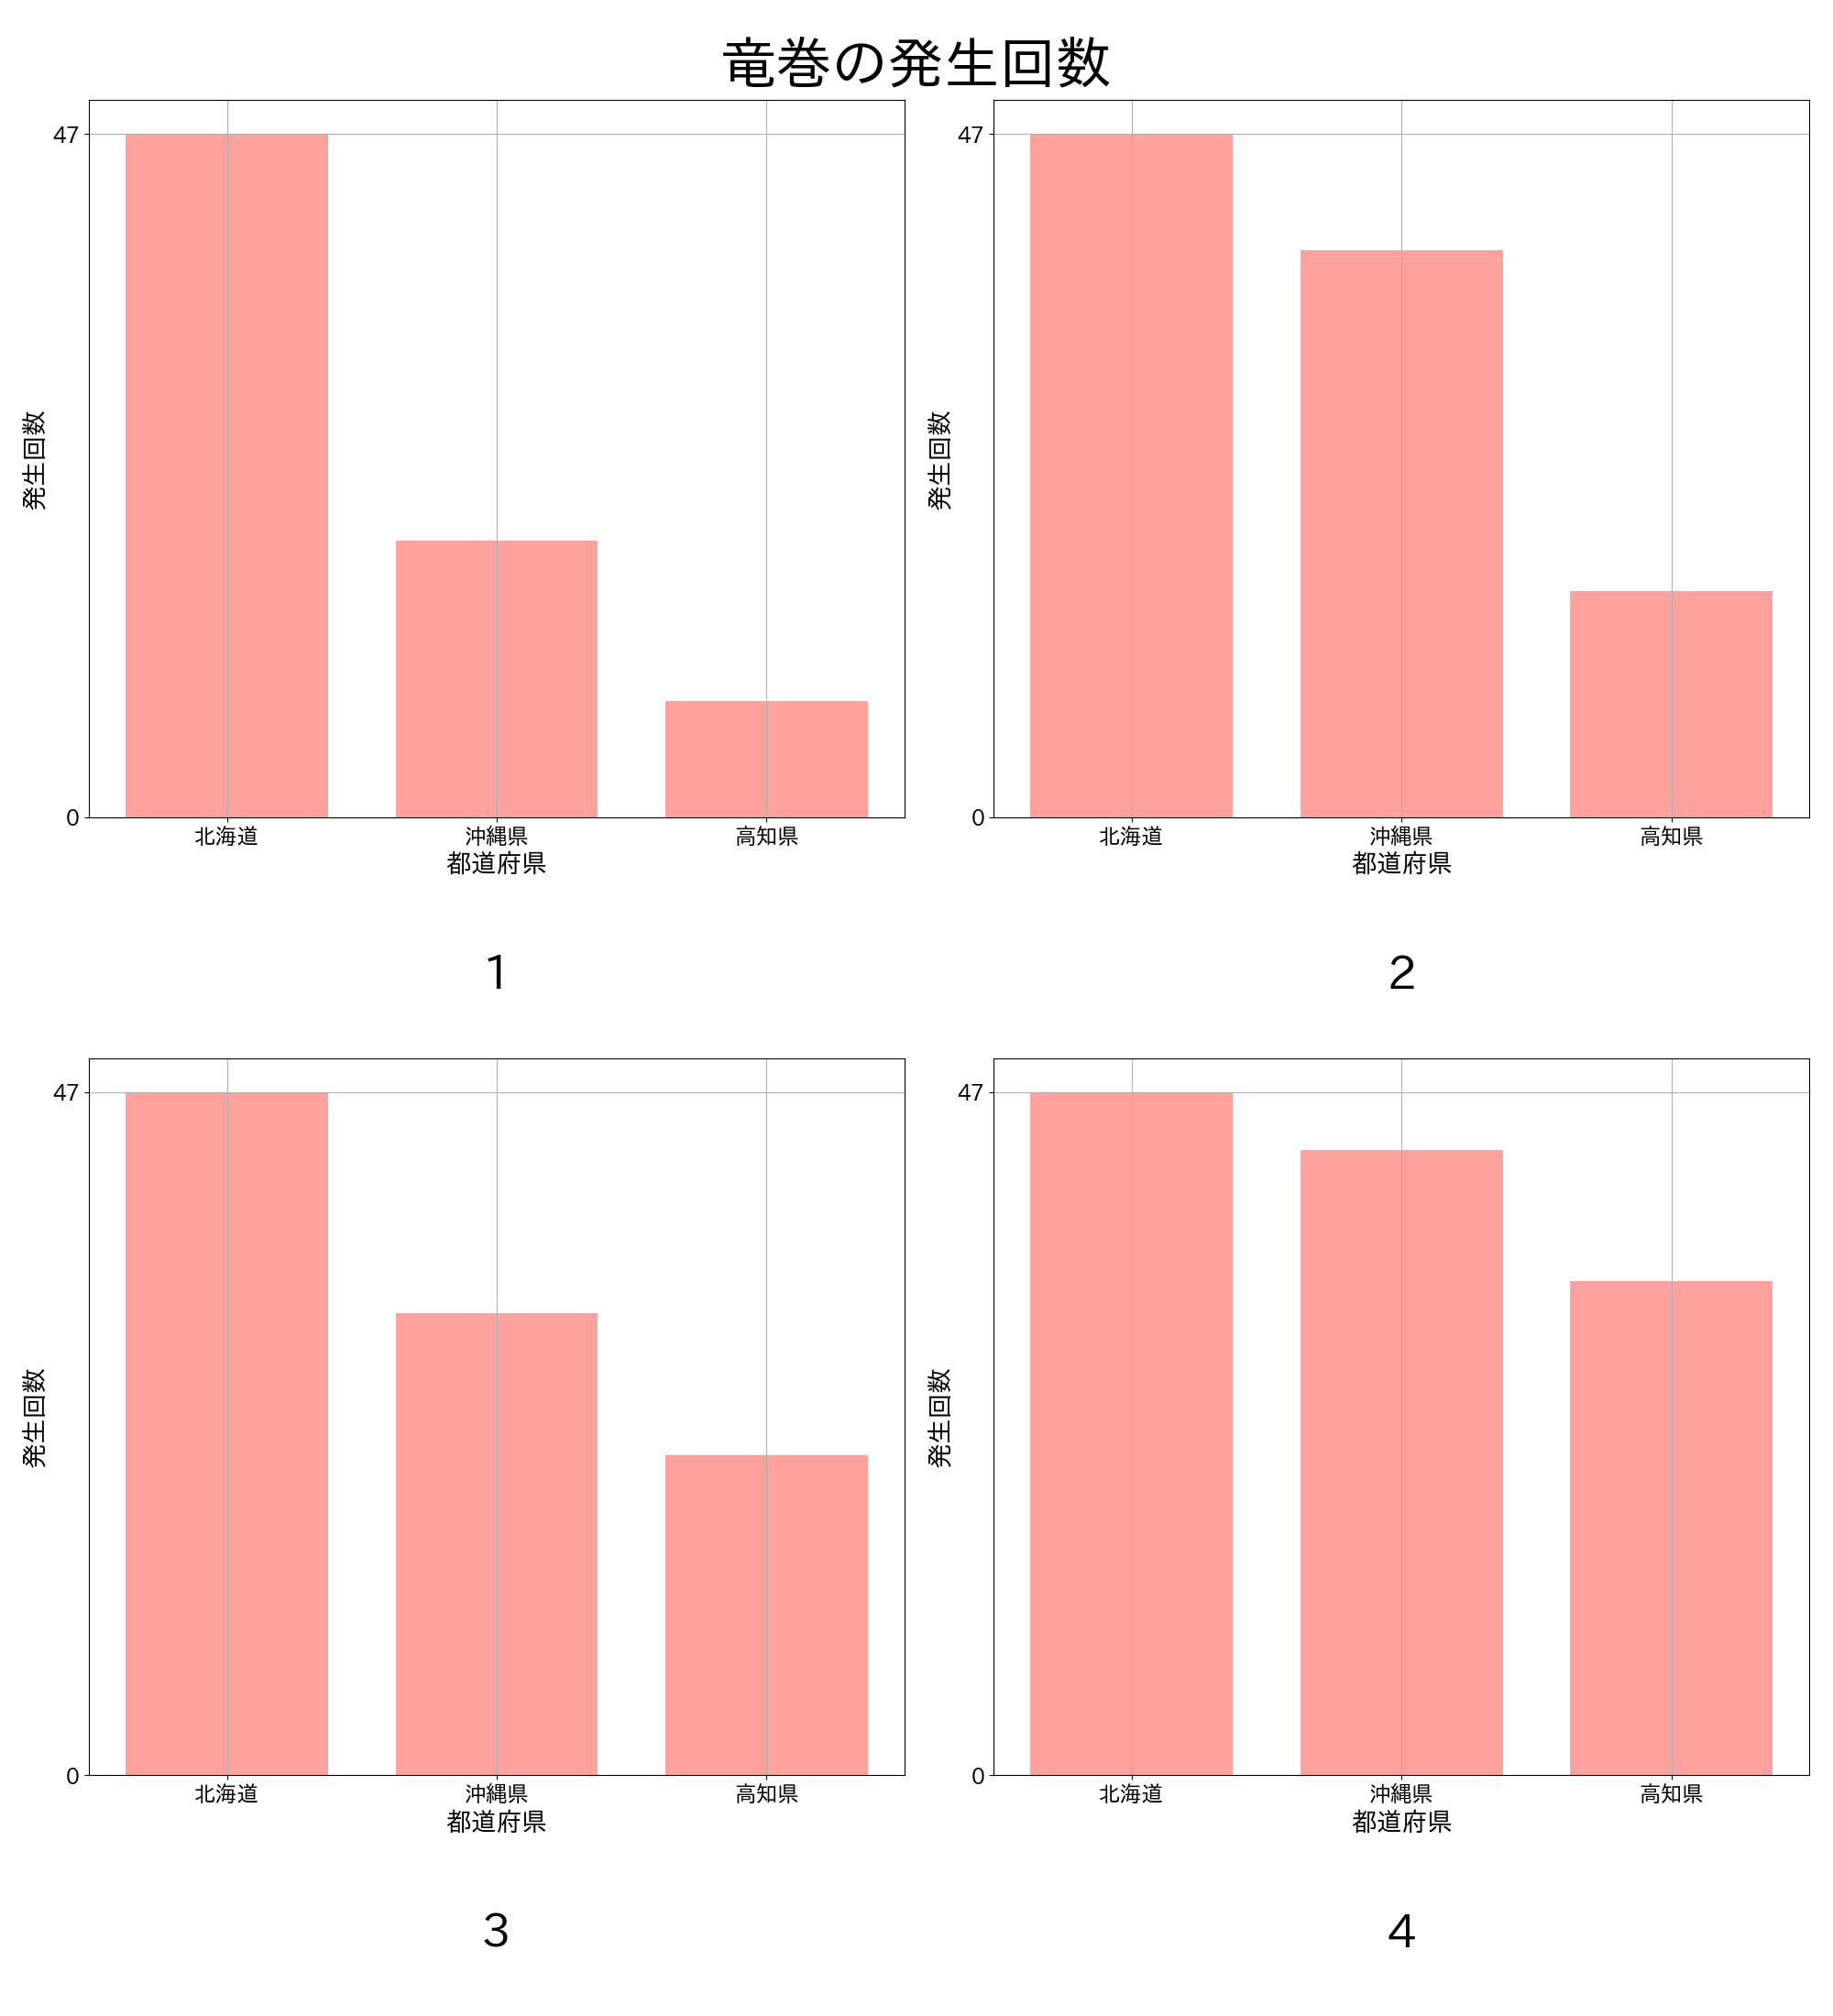 竜巻の発生回数
47
発生回数
0
北海道 沖縄県 高知県
都道府県
1
47
発生回数
0
北海道 沖縄県 高知県
都道府県
2
47
発生回数
0
北海道 沖縄県 高知県
都道府県
3
47
発生回数
0
北海道 沖縄県 高知県
都道府県
4